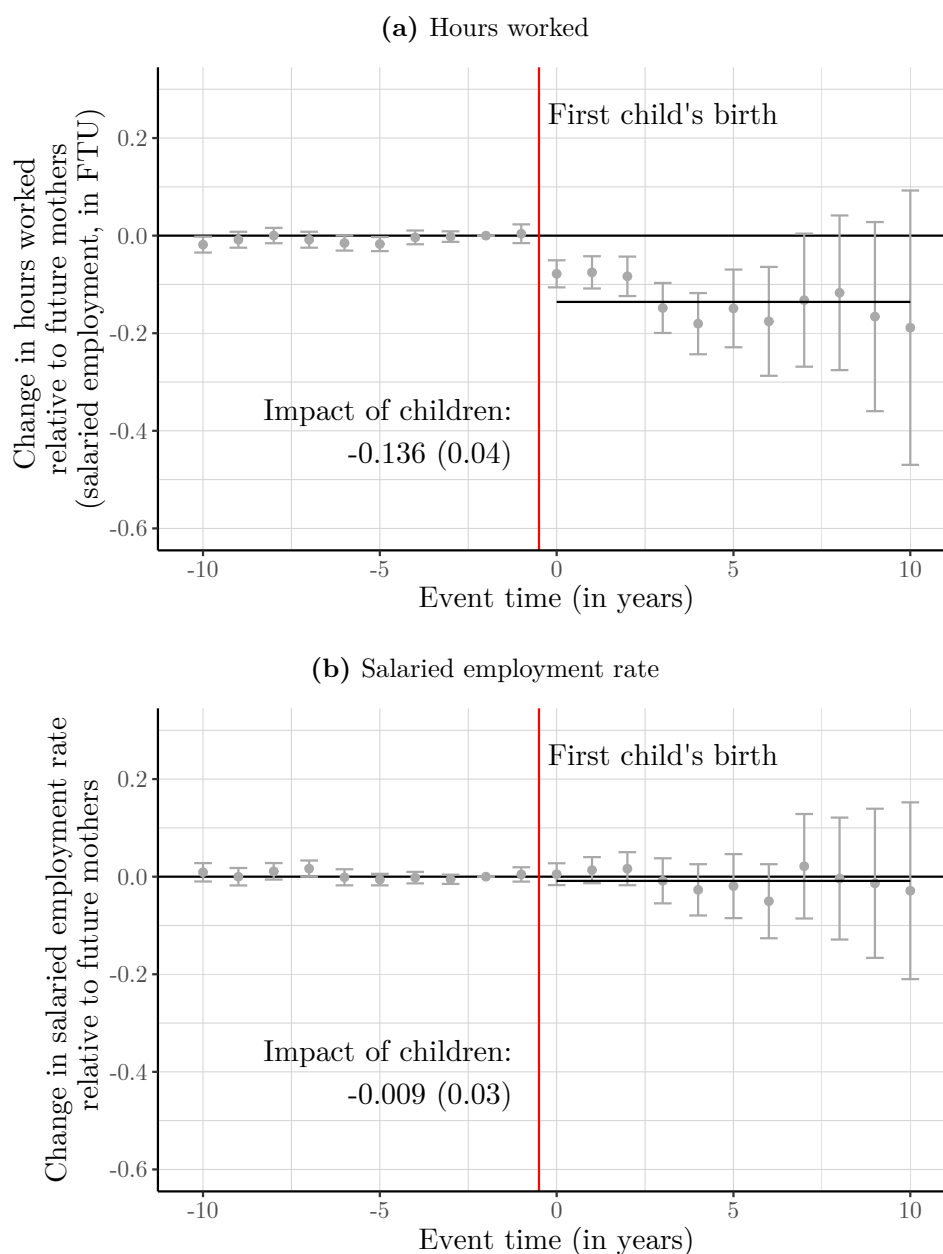 (a) Hours worked
Change in hours worked
relative to future mothers
(salaried employment, in FTU)
0.2
0.0
-0.2
-0.4
-0.6
First child's birth
Impact of children:
-0.136 (0.04)
-10
-5
0
5
10
Event time (in years)
(b) Salaried employment rate
Change in salaried employment rate
relative to future mothers
0.2
0.0
-0.2
-0.4
-0.6
First child's birth
Impact of children:
-0.009 (0.03)
-10
-5
0
5
10
Event time (in years)